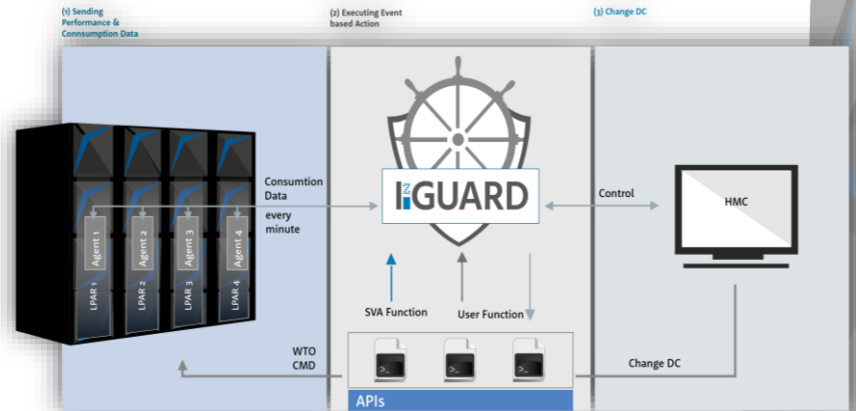 (1) Sending
Performance &
Connsumption Data
(2) Executing Event
based Action
(3) Change DC
Consumtion
Data
every
minute
IzGUARD
Control
HMC
Agent 1
Agent 2
Agent 3
Agent 4
LPAR 1
LPAR 2
LPAR 3
LPAR 4
SVA Function
User Function
WTO
CMD
>_
>_
>_
Change DC
APIs